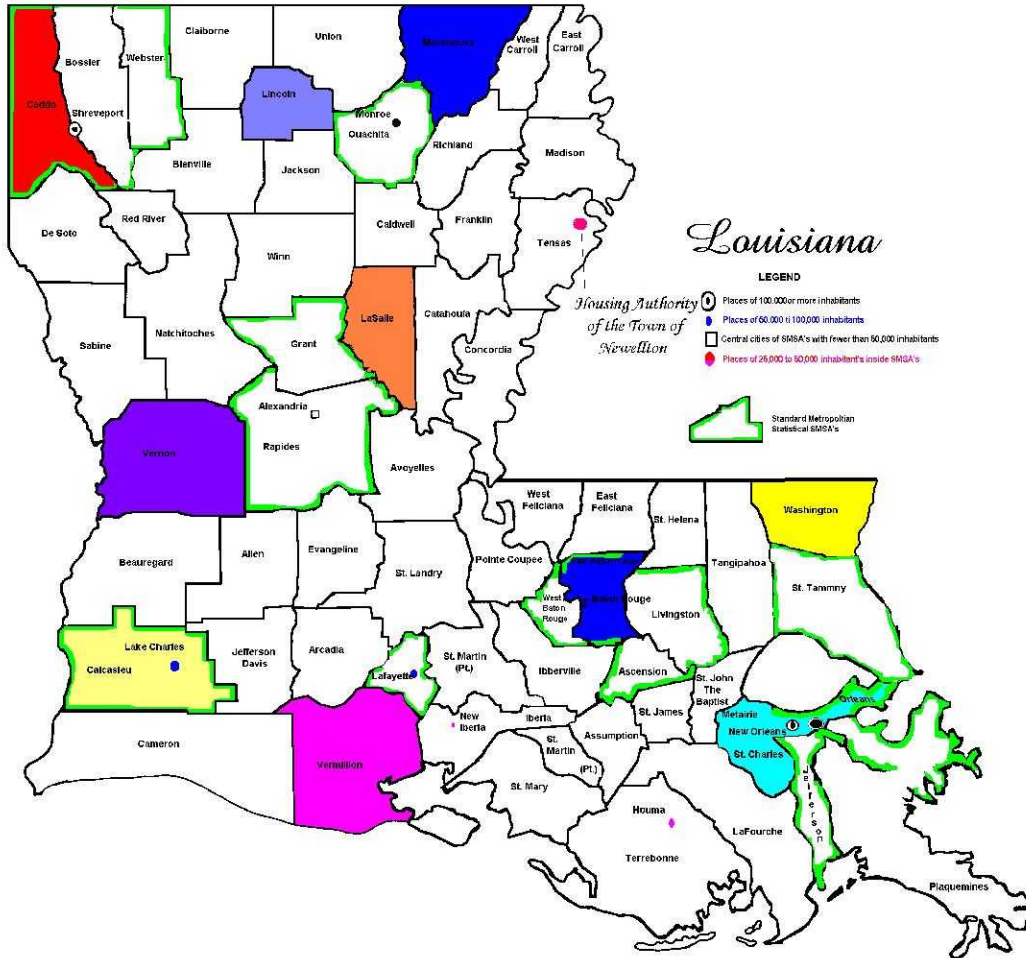 Claiborne
Union
Morehouse
West
Carroll
East
Carroll
Bossier
Webster
Lincoln
Caddo
Shreveport
Monroe
Ouachita
Richland
Madison
Bienville
Jackson
De Soto
Red River
Caldwell
Franklin
Tensas
Winn
Louisiana
LEGEND
Places of 100,000or more inhabitants
Places of 50,000 ti 100,000 inhabitants
Central cities of SMSA's with fewer than 50,000 inhabitants
Places of 25,000 to 50,000 inhabitant's inside SMSA's
Standard Metropoltian
Statistical SMSA's
Housing Authority
of the Town of
Newellton
Sabine
Natchitoches
Grant
LaSalle
Catahoula
Concordia
Alexandria
Rapides
Vernon
Avoyelles
West
Feliciana
East
Feliciana
St. Helena
Washington
Beauregard
Allen
Evangeline
St. Landry
Pointe Coupee
Tangipahoa
St. Tammny
West
Baton
Rouge
Baton Rouge
Livingston
Lake Charles
Calcasieu
Jefferson
Davis
Arcadia
Lafayette
St. Martin
(Pt.)
Ibberville
Ascension
St. John
The
Baptist
St. James
Orleans
Metairie
New Orleans
St. Charles
Cameron
Vermillion
New
Iberia
Iberia
St.
Martin
(Pt.)
Assumption
St. Mary
Jefferson
Houma
Terrebonne
LaFourche
Plaquemines